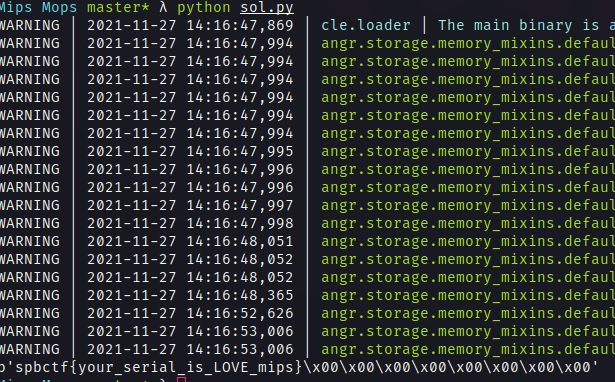 Mips Mops master* λ python sol.py
WARNING | 2021-11-27 14:16:47,869 | cle.loader | The main binary is a
WARNING | 2021-11-27 14:16:47,994 | angr.storage.memory_mixins.defaul
WARNING | 2021-11-27 14:16:47,994 | angr.storage.memory_mixins.defaul
WARNING | 2021-11-27 14:16:47,994 | angr.storage.memory_mixins.defaul
WARNING | 2021-11-27 14:16:47,994 | angr.storage.memory_mixins.defaul
WARNING | 2021-11-27 14:16:47,994 | angr.storage.memory_mixins.defaul
WARNING | 2021-11-27 14:16:47,994 | angr.storage.memory_mixins.defaul
WARNING | 2021-11-27 14:16:47,995 | angr.storage.memory_mixins.defaul
WARNING | 2021-11-27 14:16:47,996 | angr.storage.memory_mixins.defaul
WARNING | 2021-11-27 14:16:47,996 | angr.storage.memory_mixins.defaul
WARNING | 2021-11-27 14:16:47,997 | angr.storage.memory_mixins.defaul
WARNING | 2021-11-27 14:16:47,998 | angr.storage.memory_mixins.defaul
WARNING | 2021-11-27 14:16:48,051 | angr.storage.memory_mixins.defaul
WARNING | 2021-11-27 14:16:48,052 | angr.storage.memory_mixins.defaul
WARNING | 2021-11-27 14:16:48,052 | angr.storage.memory_mixins.defaul
WARNING | 2021-11-27 14:16:48,365 | angr.storage.memory_mixins.defaul
WARNING | 2021-11-27 14:16:52,626 | angr.storage.memory_mixins.defaul
WARNING | 2021-11-27 14:16:53,006 | angr.storage.memory_mixins.defaul
WARNING | 2021-11-27 14:16:53,006 | angr.storage.memory_mixins.defaul
b'spbctf{your_serial_is_LOVE_mips}\x00\x00\x00\x00\x00\x00\x00\x00'
Mips Mops master* λ